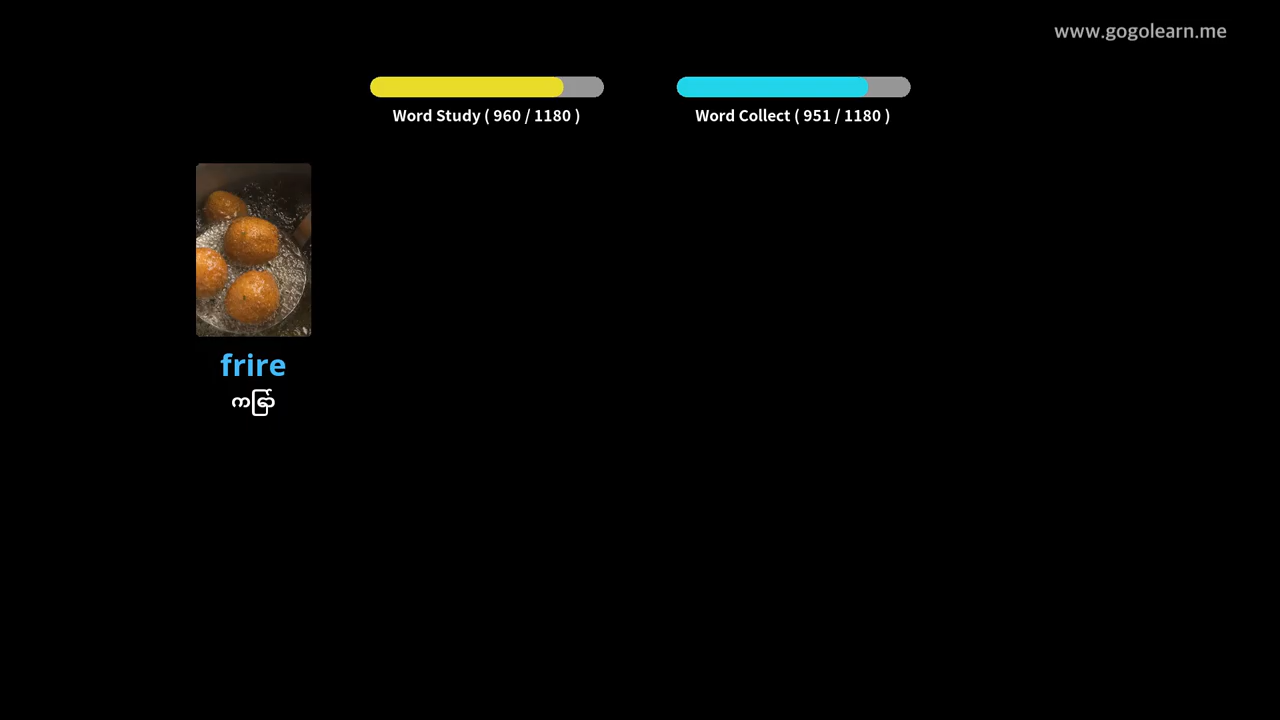 www.gogolearn.me
Word Study ( 960 / 1180 )
Word Collect ( 951 / 1180 )
frire
ကြော်